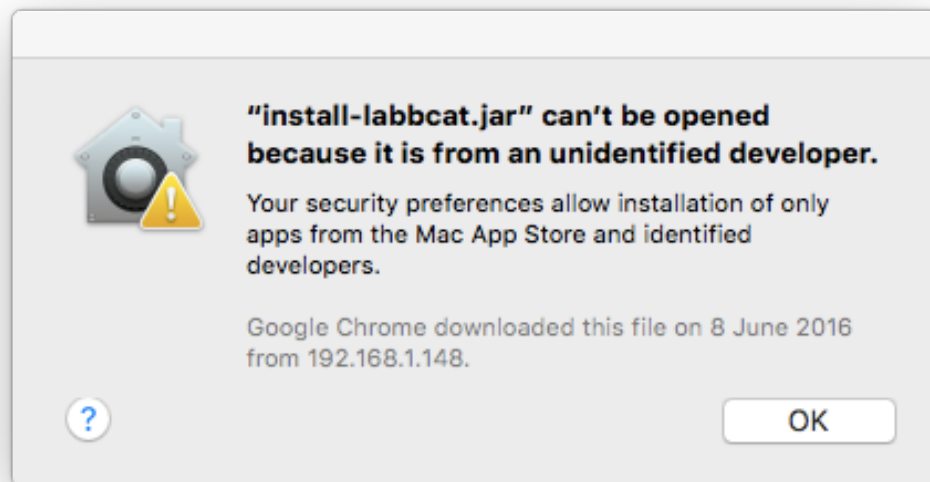 “install-labbcat.jar” can’t be opened
because it is from an unidentified developer.
Your security preferences allow installation of only
apps from the Mac App Store and identified
developers.
Google Chrome downloaded this file on 8 June 2016
from 192.168.1.148.
?
OK